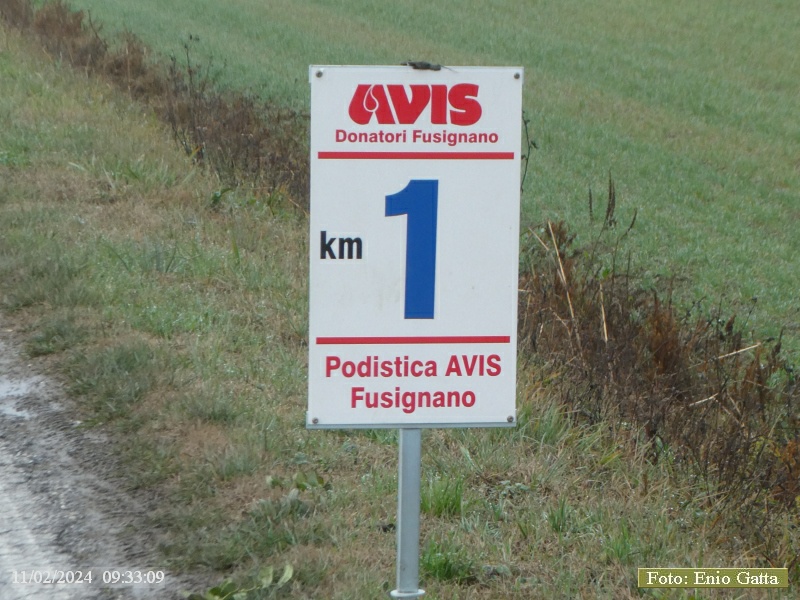 AVIS
Donatori Fusignano
km 1
Podistica AVIS
Fusignano
11/02/2024 09:33:09
Foto: Enio Gatta